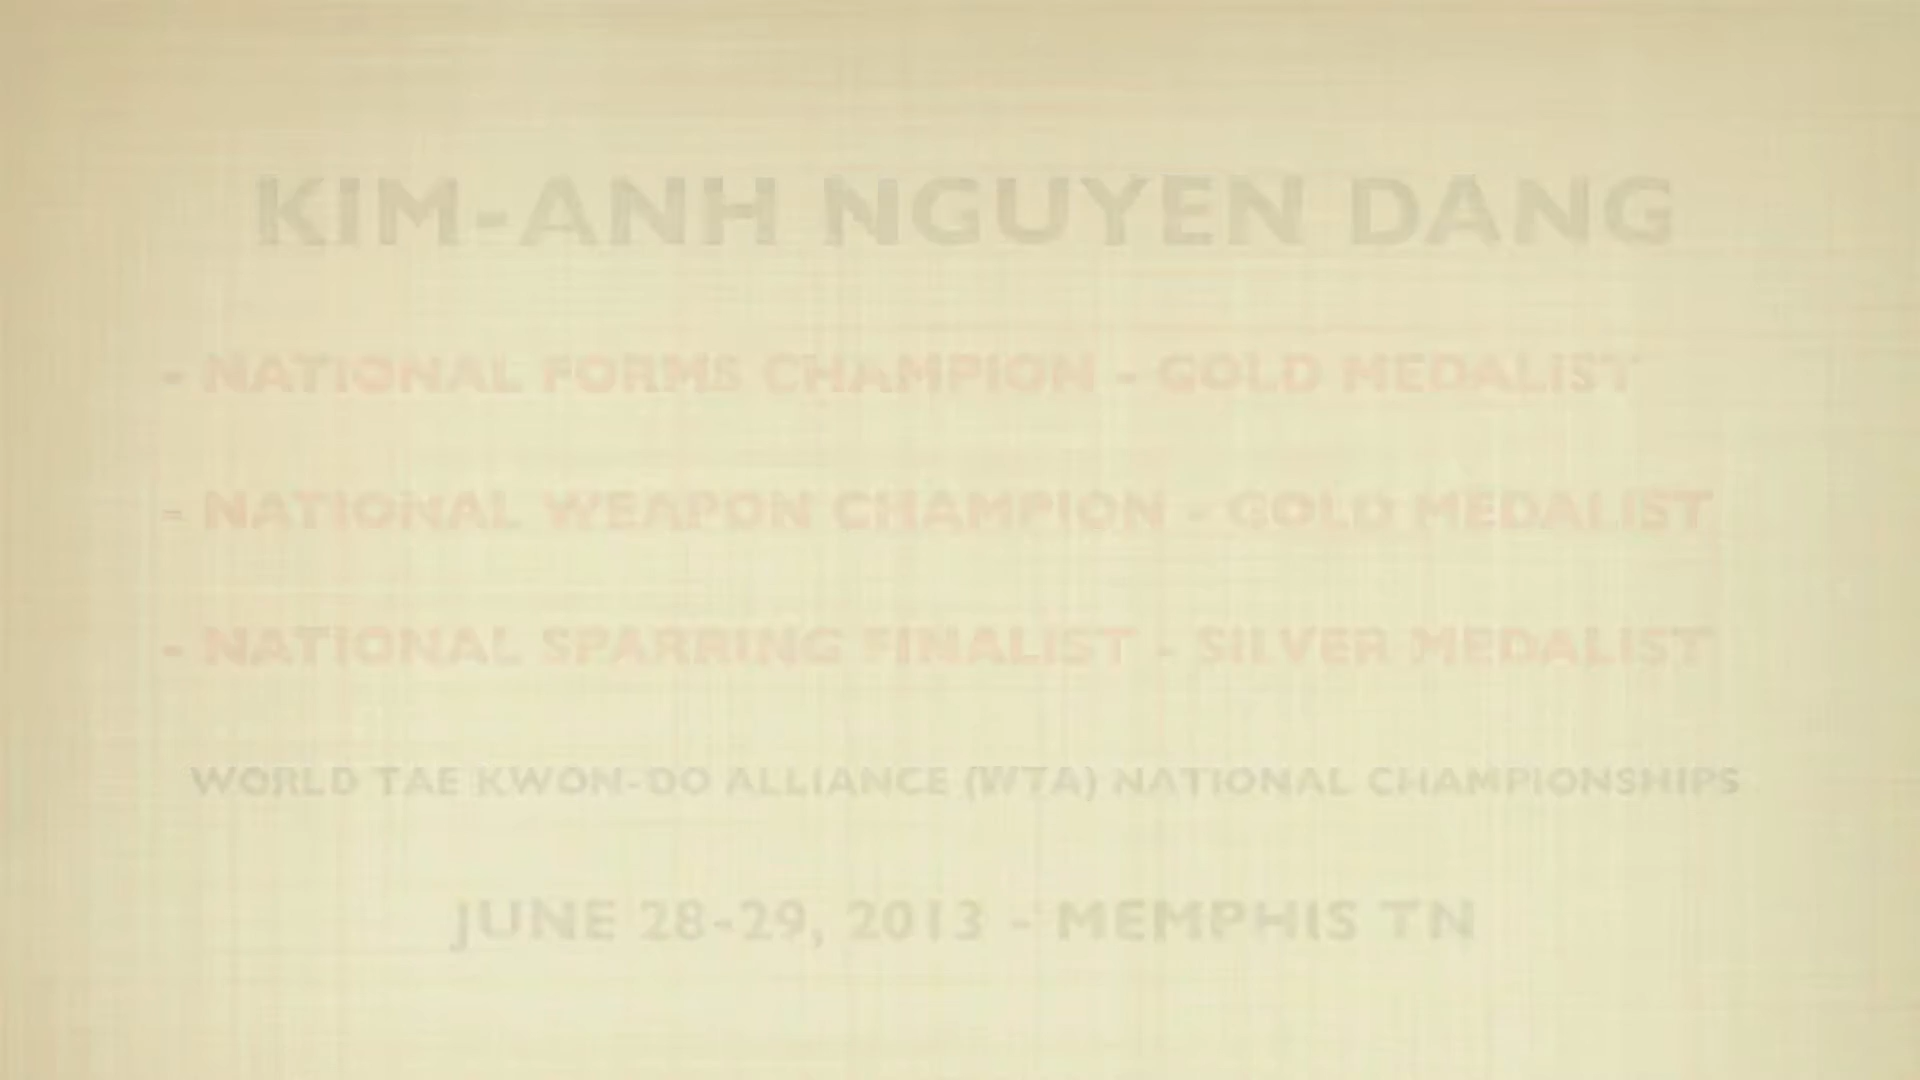 KIM-ANH NGUYEN DANG
- NATIONAL FORMS CHAMPION - GOLD MEDALIST
- NATIONAL WEAPON CHAMPION - GOLD MEDALIST
- NATIONAL SPARRING FINALIST - SILVER MEDALIST
WORLD TAE KWON-DO ALLIANCE (WTA) NATIONAL CHAMPIONSHIPS
JUNE 28-29, 2013 - MEMPHIS TN